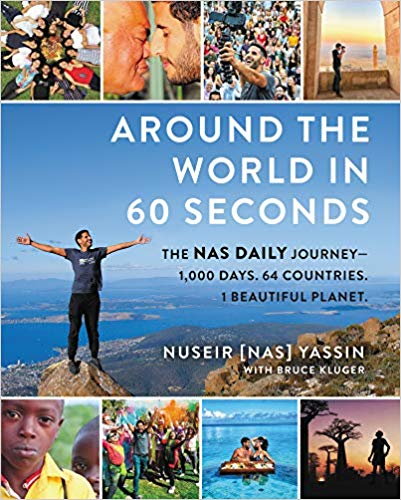 AROUND THE
WORLD IN
60 SECONDS
THE NAS DAILY JOURNEY—
1,000 DAYS. 64 COUNTRIES.
1 BEAUTIFUL PLANET.
NUSEIR [NAS] YASSIN
WITH BRUCE KLUGER